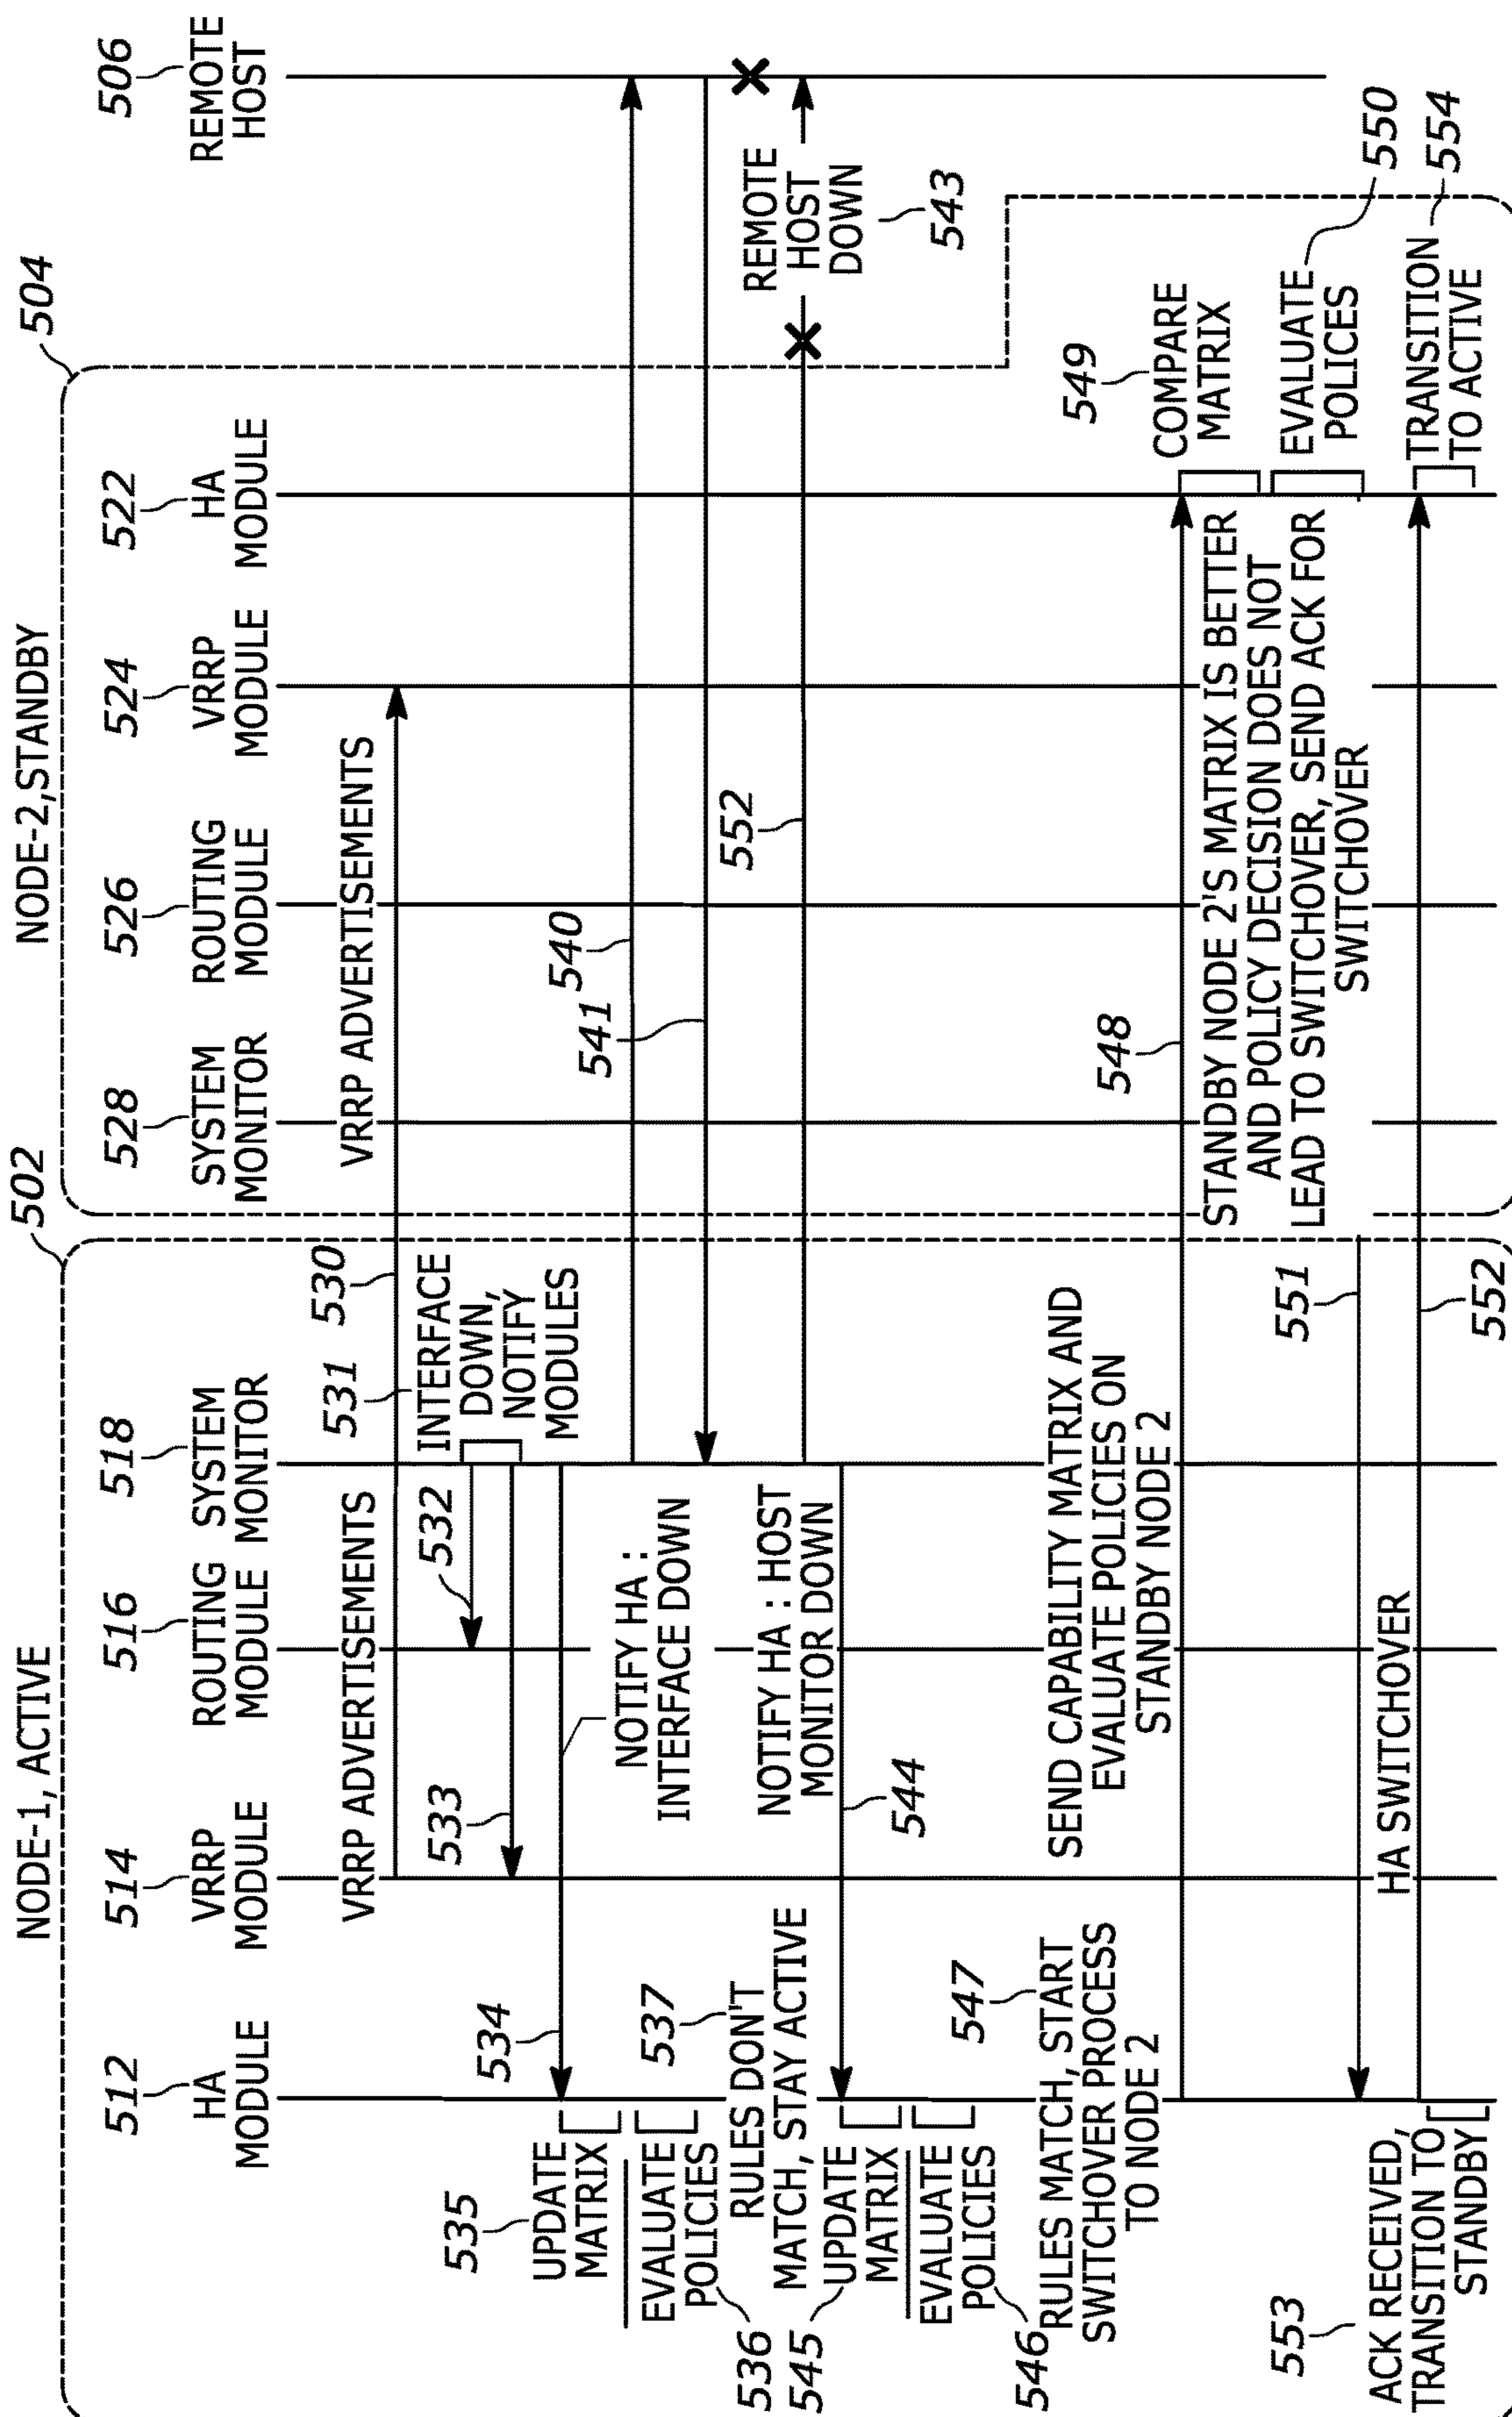 NODE-1, ACTIVE
502
NODE-2,STANDBY
504
512
HA
MODULE
514
VRRP
MODULE
516
ROUTING
MODULE
518
SYSTEM
MONITOR
528
SYSTEM
MONITOR
526
ROUTING
MODULE
524
VRRP
MODULE
522
HA
MODULE
506
REMOTE
HOST
VRRP ADVERTISEMENTS
530
VRRP ADVERTISEMENTS
531
INTERFACE
DOWN,
NOTIFY
MODULES
532
533
534
535
UPDATE
MATRIX
NOTIFY HA :
INTERFACE DOWN
EVALUATE
POLICIES
536
537
RULES DON'T
MATCH, STAY ACTIVE
540
541
552
REMOTE
HOST
DOWN
543
NOTIFY HA : HOST
MONITOR DOWN
544
545
UPDATE
MATRIX
EVALUATE
POLICIES
546
547
RULES MATCH, START
SWITCHOVER PROCESS
TO NODE 2
SEND CAPABILITY MATRIX AND
EVALUATE POLICIES ON
STANDBY NODE 2
548
549
COMPARE
MATRIX
STANDBY NODE 2'S MATRIX IS BETTER
AND POLICY DECISION DOES NOT
LEAD TO SWITCHOVER, SEND ACK FOR
SWITCHOVER
EVALUATE
POLICES
550
551
HA SWITCHOVER
552
553
ACK RECEIVED,
TRANSITION TO
STANDBY
TRANSITION
TO ACTIVE
554